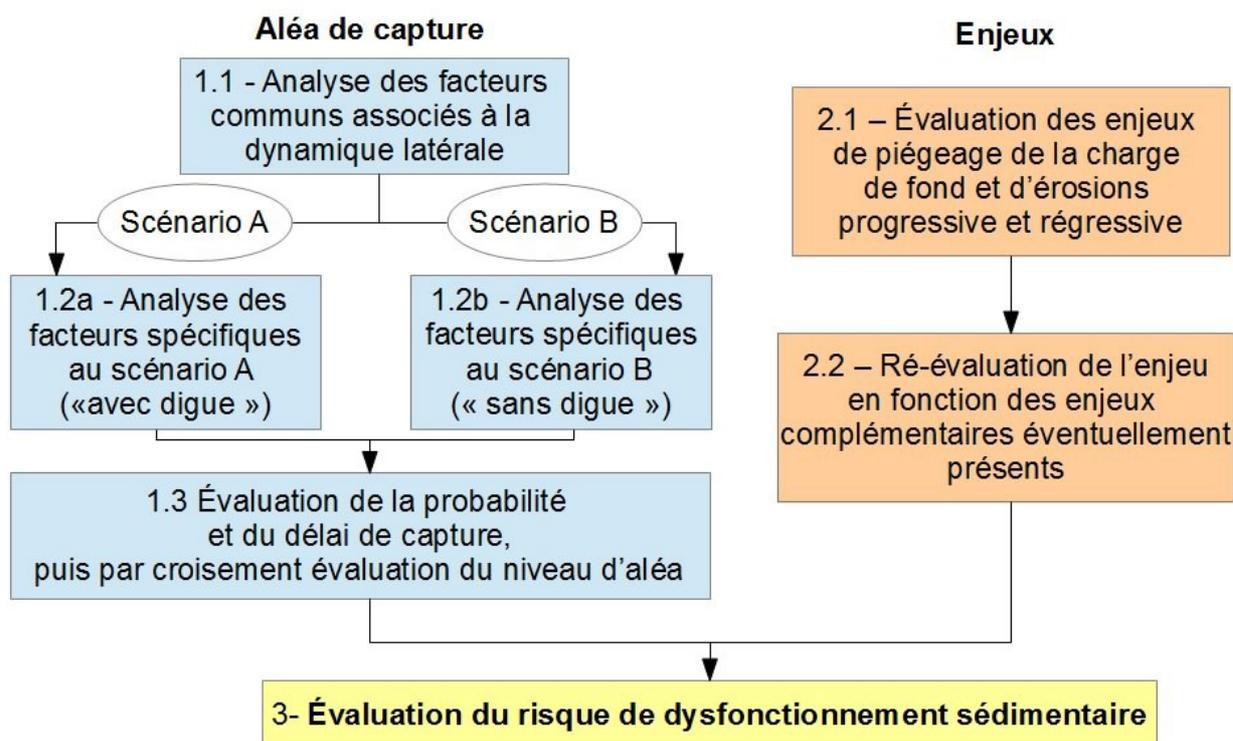 Aléa de capture
1.1 - Analyse des facteurs
communs associés à la
dynamique latérale
Scénario A
Scénario B
1.2a - Analyse des
facteurs spécifiques
au scénario A
(«avec digue »)
1.2b - Analyse des
facteurs spécifiques
au scénario B
(« sans digue »)
1.3 Évaluation de la probabilité
et du délai de capture,
puis par croisement évaluation du niveau d’aléa
Enjeux
2.1 – Évaluation des enjeux
de piégeage de la charge
de fond et d’érosions
progressive et régressive
2.2 – Ré-évaluation de l’enjeu
en fonction des enjeux
complémentaires éventuellement
présents
3- Évaluation du risque de dysfonctionnement sédimentaire